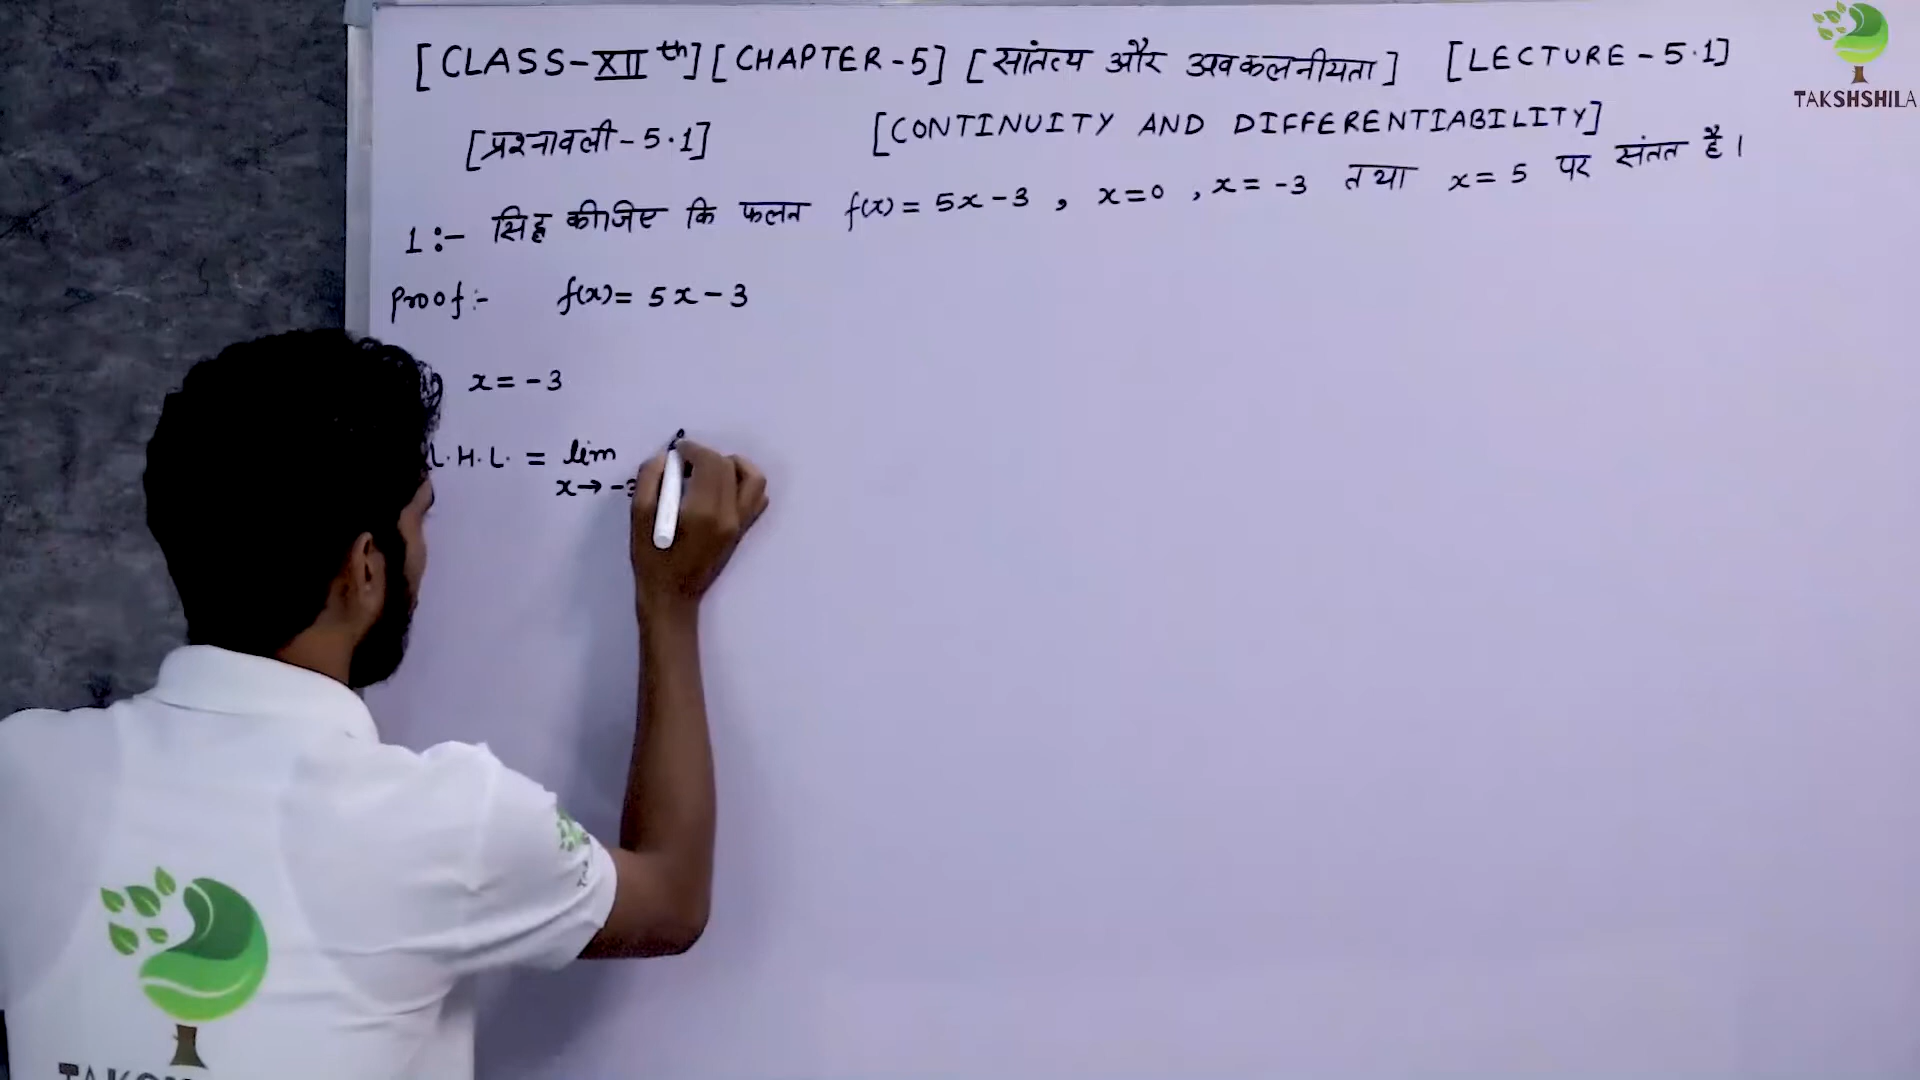 [CLASS-XII th] [CHAPTER-5] [सांतत्य और अवकलनीयता] [LECTURE-5.1]
TAKSHSHILA
[प्रश्नावली-5.1] [CONTINUITY AND DIFFERENTIABILITY]
1:- सिद्ध कीजिए कि फलन f(x) = 5x-3 , x=0 , x= -3 तथा x= 5 पर संतत है।
Proof:- f(x)= 5x-3
x= -3
L.H.L. = lim
x→ -3